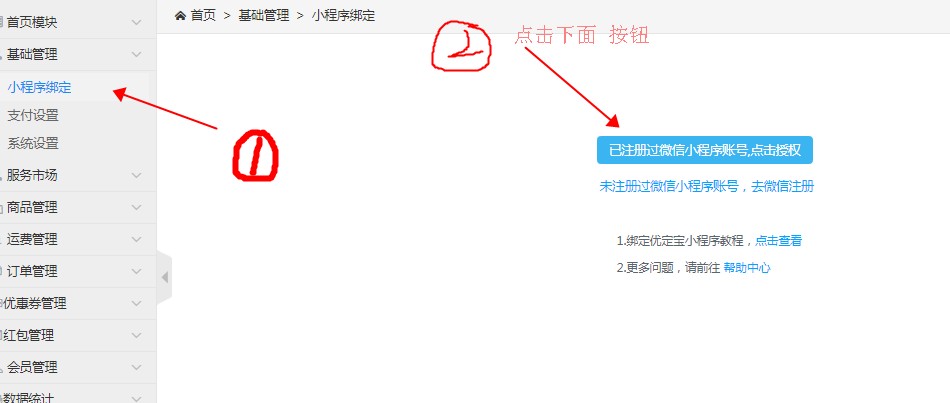 首页 > 基础管理 > 小程序绑定
首页模块
基础管理
小程序绑定
支付设置
系统设置
服务市场
商品管理
运费管理
订单管理
优惠券管理
红包管理
会员管理
数据统计
1
2
点击下面 按钮
已注册过微信小程序账号,点击授权
未注册过微信小程序账号，去微信注册
1.绑定优定宝小程序教程，点击查看
2.更多问题，请前往 帮助中心